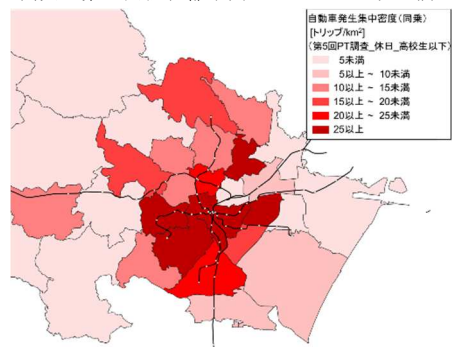 自動車発生集中密度(同乗)
[トリップ/km²]
(第5回PT調査_休日_高校生以下)
5未満
5以上 ~ 10未満
10以上 ~ 15未満
15以上 ~ 20未満
20以上 ~ 25未満
25以上